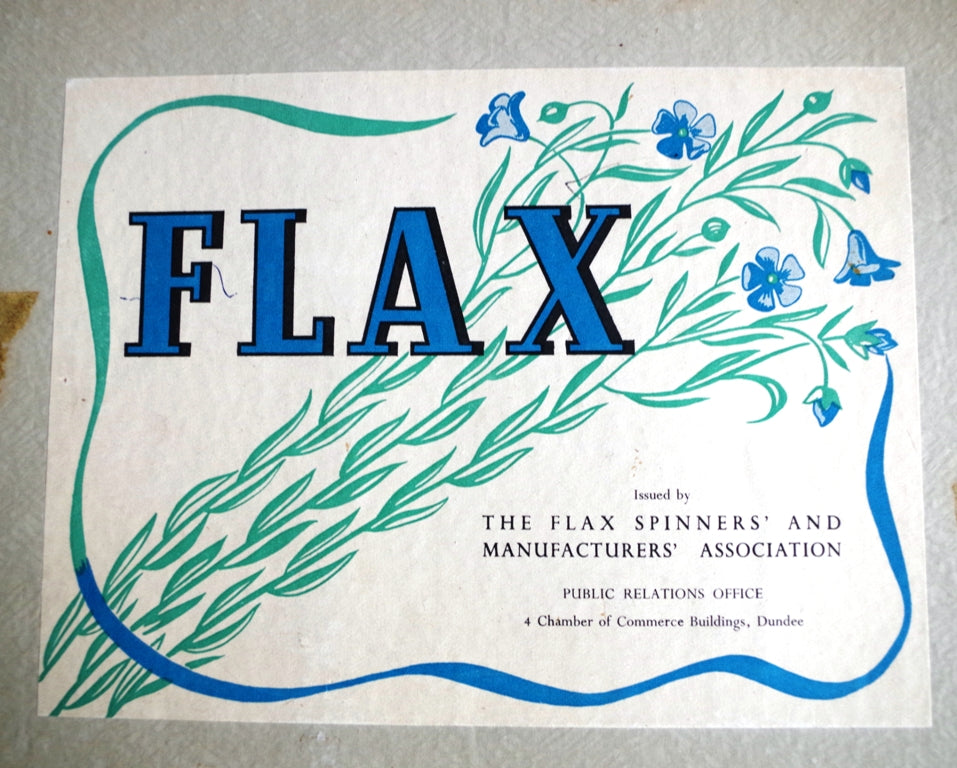 FLAX
Issued by
THE FLAX SPINNERS' AND
MANUFACTURERS' ASSOCIATION
PUBLIC RELATIONS OFFICE
4 Chamber of Commerce Buildings, Dundee